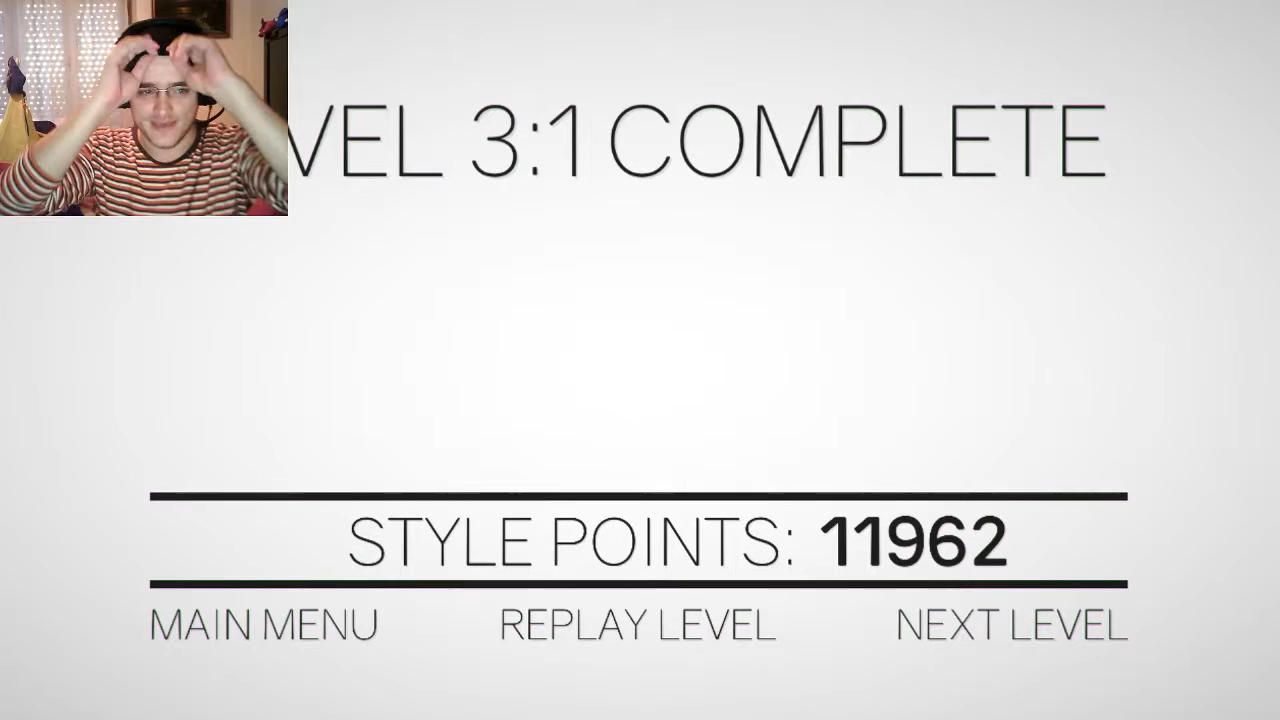 VEL 3:1 COMPLETE
STYLE POINTS: 11962
MAIN MENU REPLAY LEVEL NEXT LEVEL